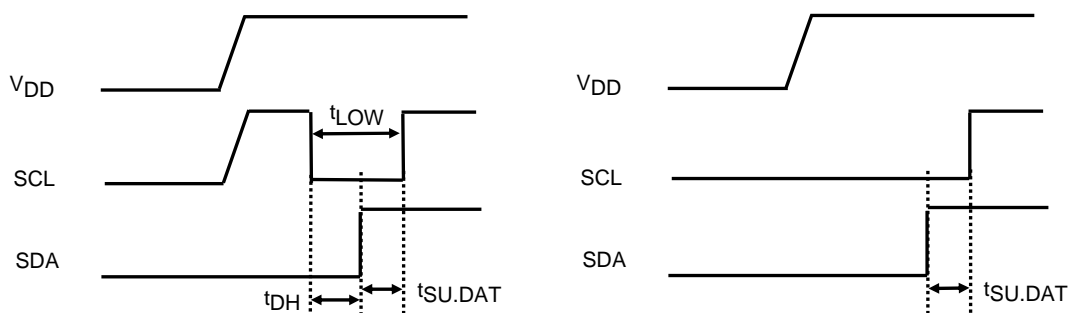 VDD
tLOW
SCL
SDA
tDH
tSU.DAT
VDD
SCL
SDA
tSU.DAT